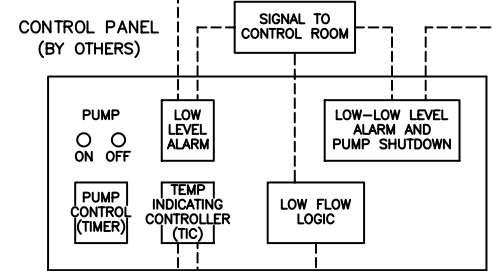 CONTROL PANEL
(BY OTHERS)
SIGNAL TO
CONTROL ROOM
PUMP
ON OFF
LOW
LEVEL
ALARM
LOW-LOW LEVEL
ALARM AND
PUMP SHUTDOWN
PUMP
CONTROL
(TIMER)
TEMP
INDICATING
CONTROLLER
(TIC)
LOW FLOW
LOGIC